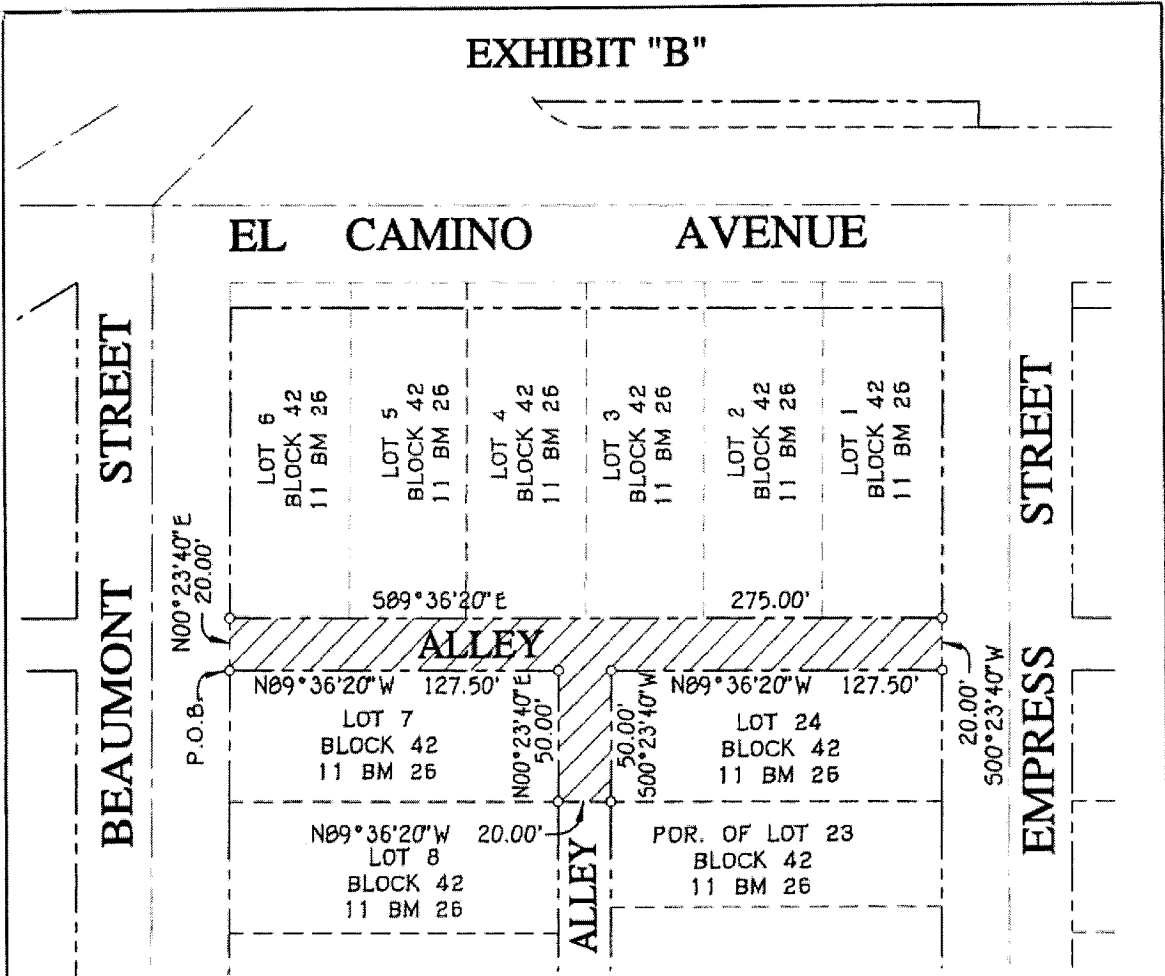 EXHIBIT "B"
EL CAMINO AVENUE
BEAUMONT STREET
EMPRESS STREET
LOT 6
BLOCK 42
11 BM 26
LOT 5
BLOCK 42
11 BM 26
LOT 4
BLOCK 42
11 BM 26
LOT 3
BLOCK 42
11 BM 26
LOT 2
BLOCK 42
11 BM 26
LOT 1
BLOCK 42
11 BM 26
N00°23'40"E
20.00'
S89°36'20"E 275.00'
ALLEY
P.O.B.
N89°36'20"W 127.50'
N00°23'40"E
50.00'
50.00'
S00°23'40"W
N89°36'20"W 127.50'
20.00'
S00°23'40"W
LOT 7
BLOCK 42
11 BM 26
LOT 24
BLOCK 42
11 BM 26
N89°36'20"W 20.00'
LOT 8
BLOCK 42
11 BM 26
ALLEY
POR. OF LOT 23
BLOCK 42
11 BM 26